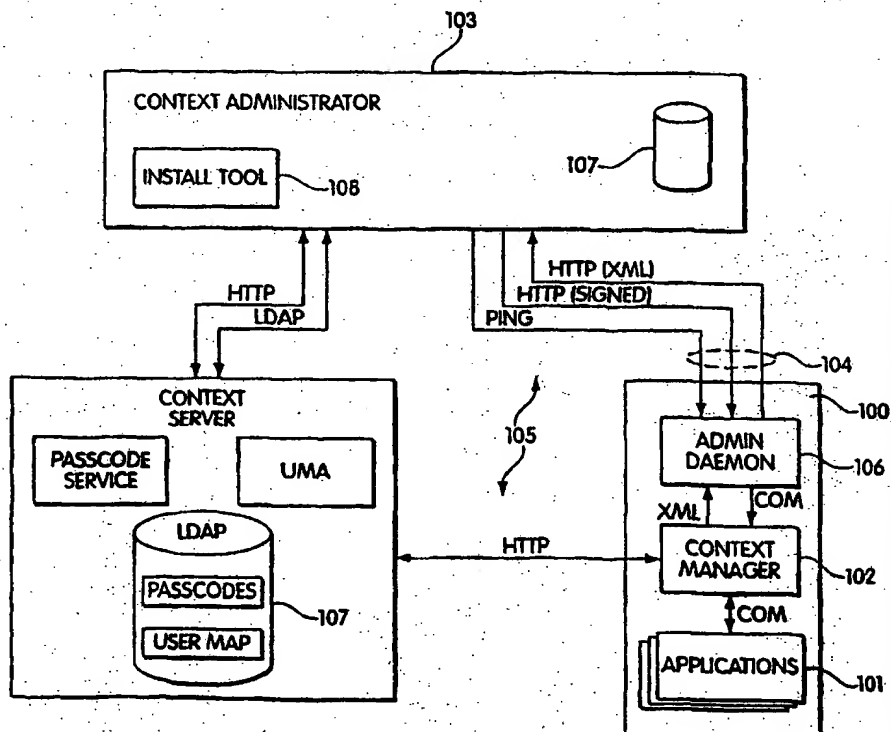 103
CONTEXT ADMINISTRATOR
INSTALL TOOL
108
107
HTTP
LDAP
HTTP (XML)
HTTP (SIGNED)
PING
104
CONTEXT
SERVER
PASSCODE
SERVICE
UMA
LDAP
PASSCODES
USER MAP
107
105
HTTP
100
ADMIN
DAEMON
106
XML
COM
CONTEXT
MANAGER
102
COM
APPLICATIONS
101